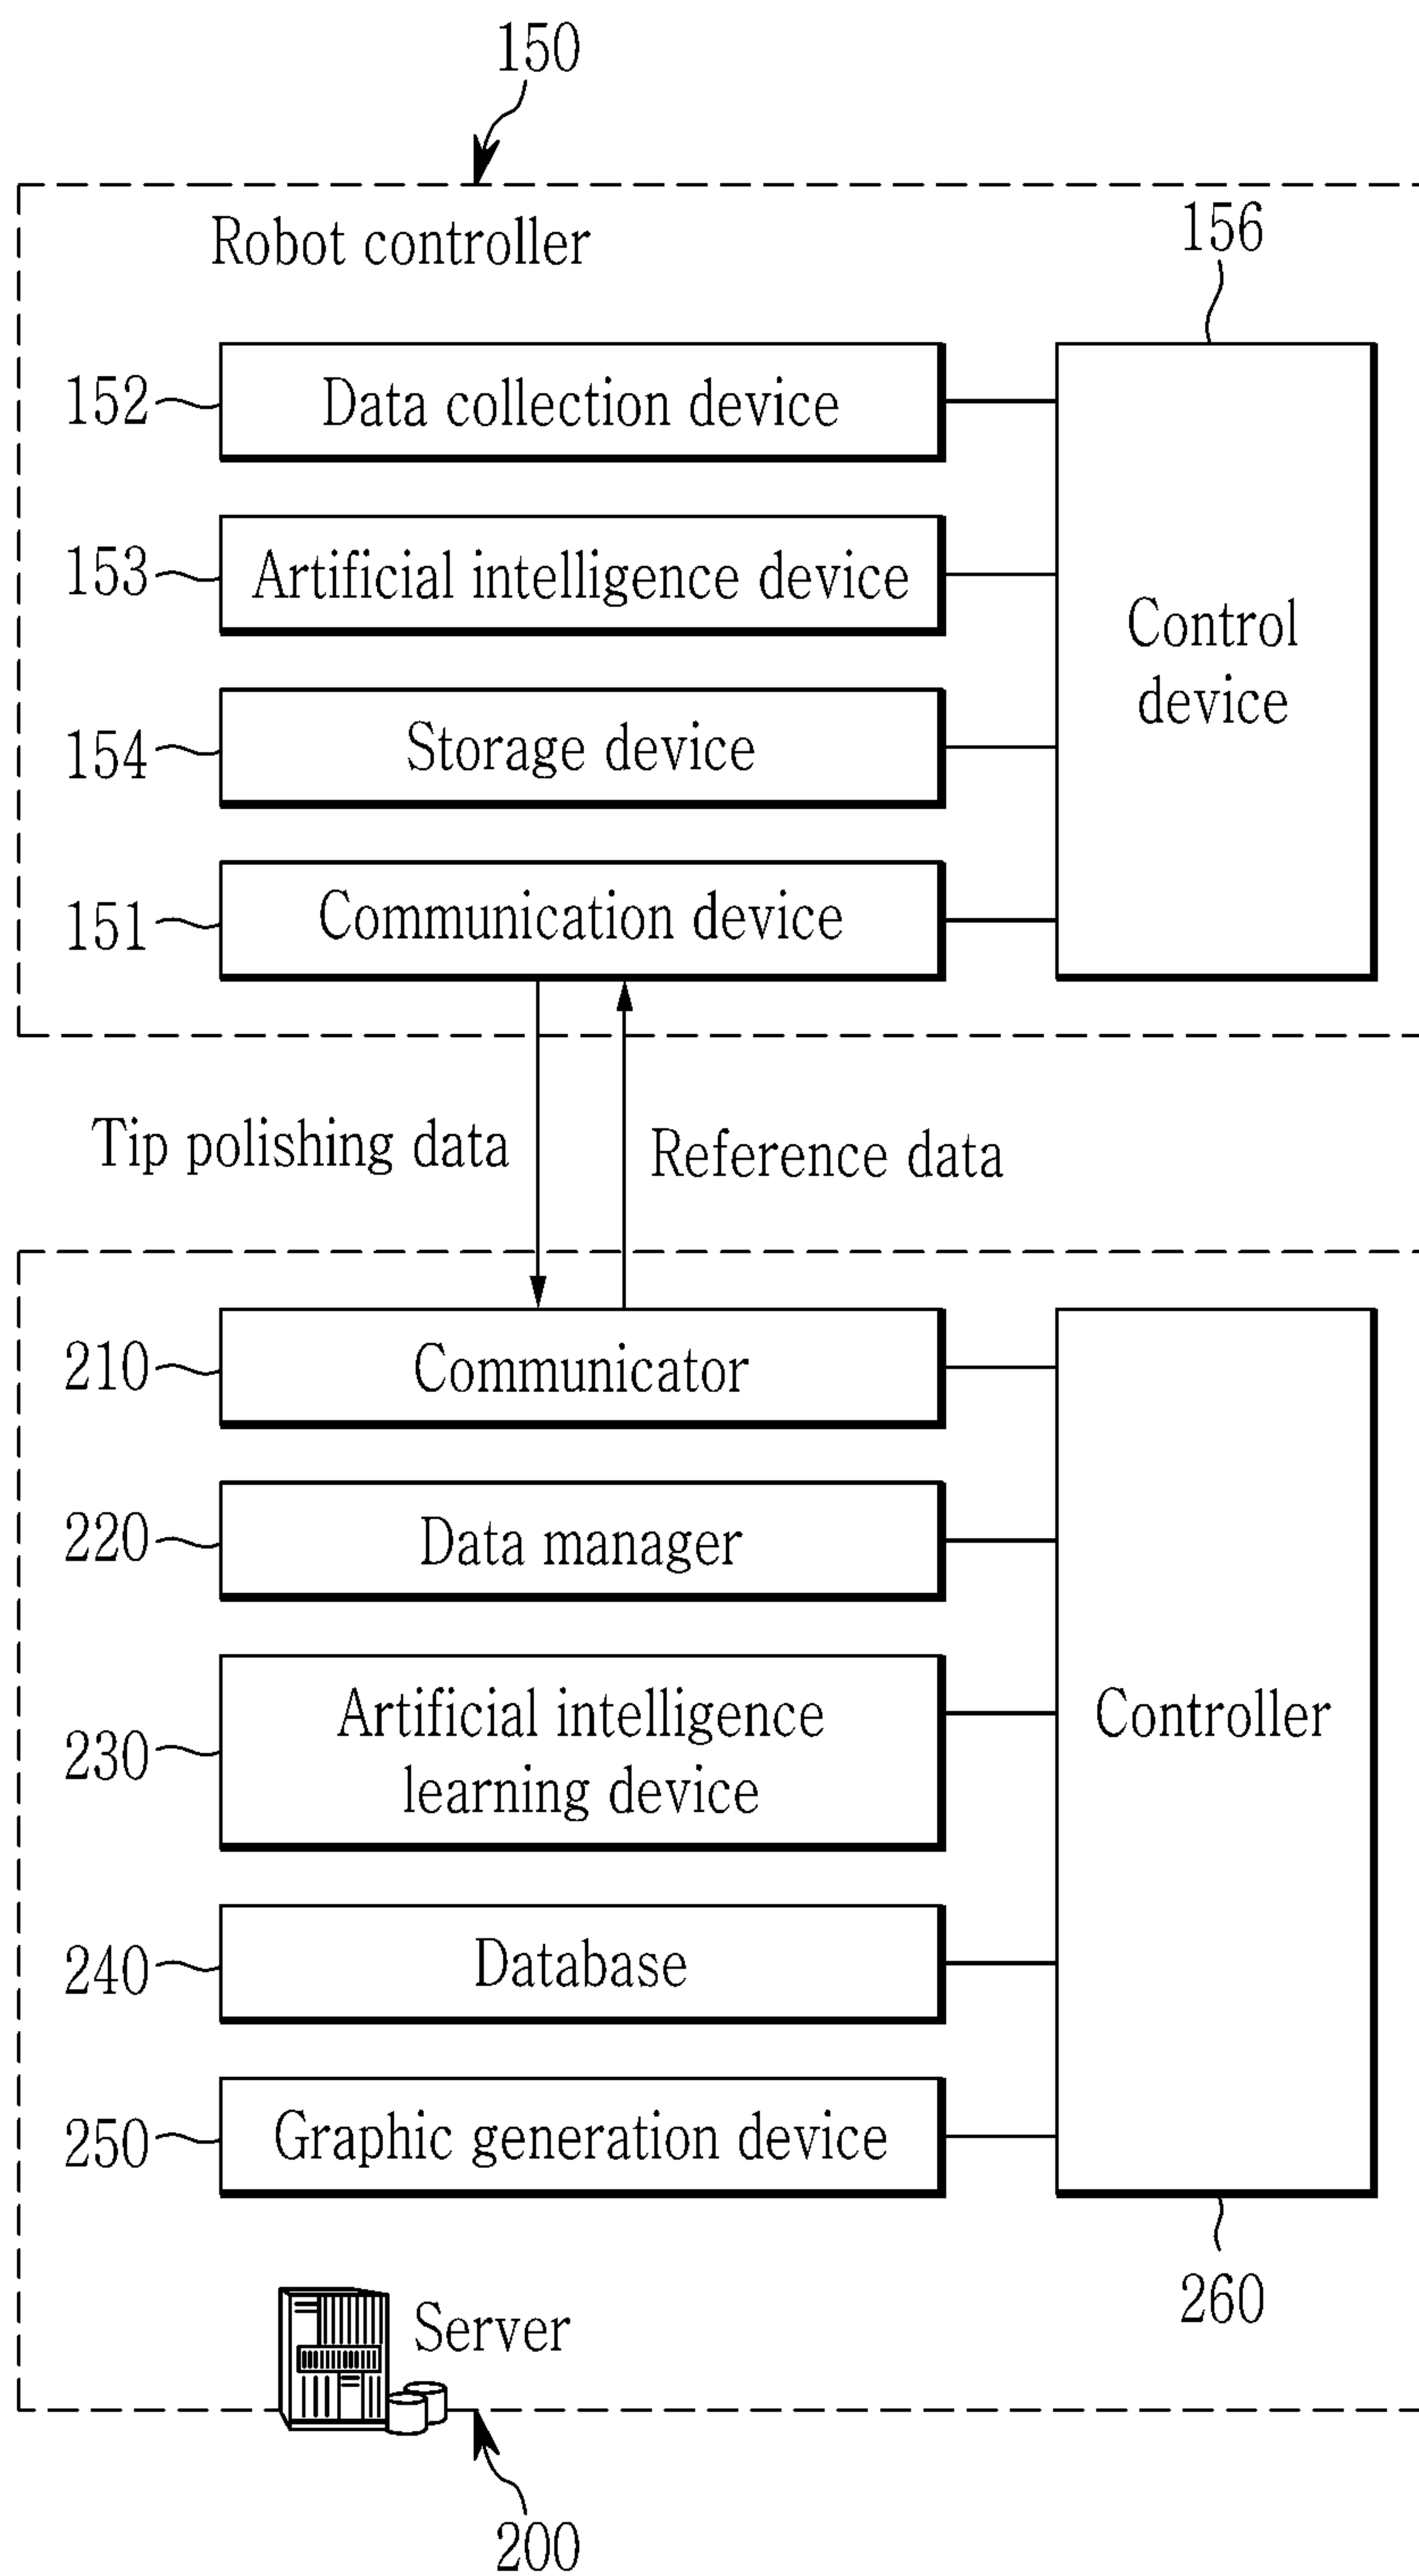 150
Robot controller
156
152
Data collection device
153
Artificial intelligence device
Control
device
154
Storage device
151
Communication device
Tip polishing data
Reference data
210
Communicator
220
Data manager
230
Artificial intelligence
learning device
Controller
240
Database
250
Graphic generation device
260
Server
200